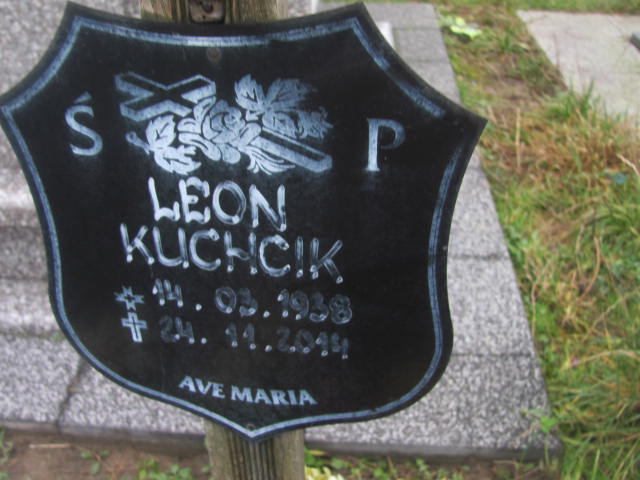 Ś P
LEON
KUCHCIK
14.03.1938
24.11.2014
AVE MARIA